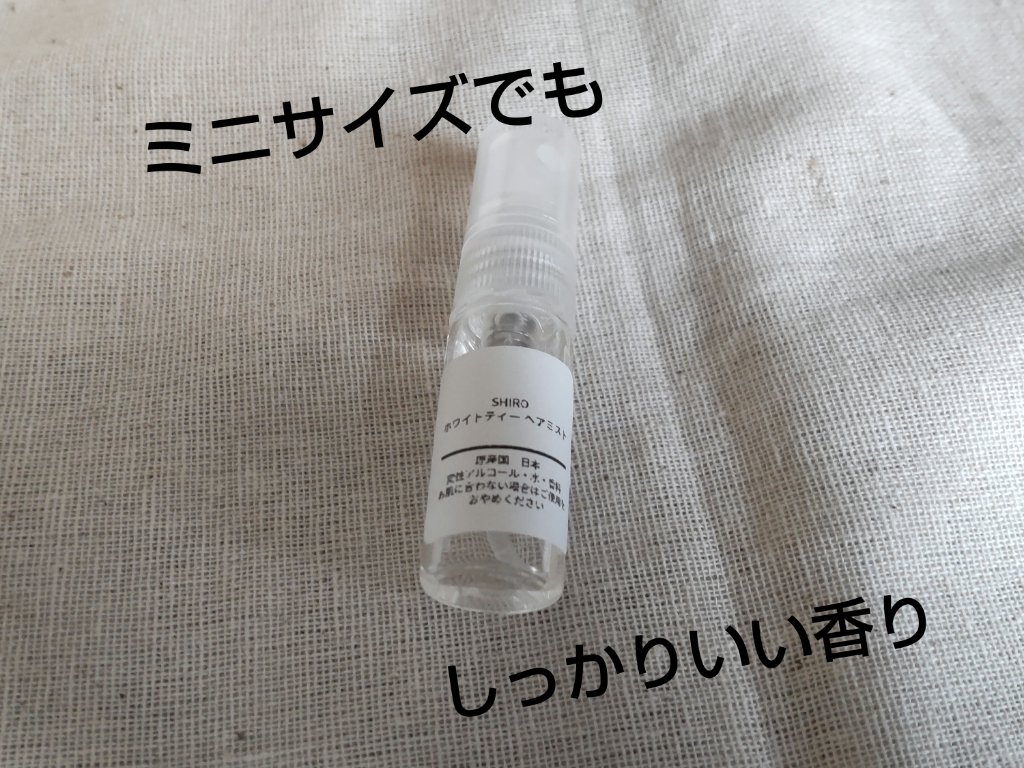 ミニサイズでも
SHIRO
ホワイトティー ヘアミスト
原産国 日本
変性アルコール・水・香料
お肌に合わない場合はご使用を
おやめください
しっかりいい香り